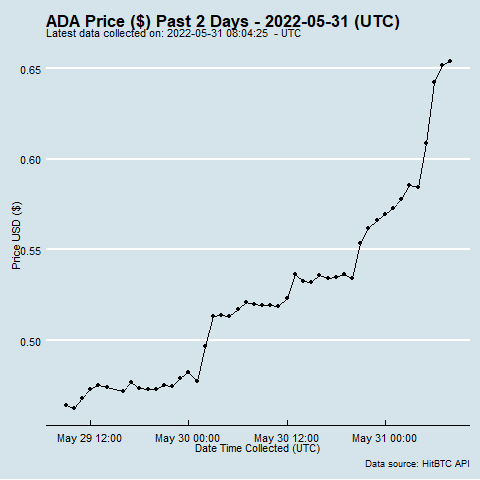 ADA Price ($) Past 2 Days - 2022-05-31 (UTC)
Latest data collected on: 2022-05-31 08:04:25  - UTC
0.65
0.60
0.55
0.50
Price USD ($)
May 29 12:00 May 30 00:00 May 30 12:00 May 31 00:00
Date Time Collected (UTC)
Data source: HitBTC API